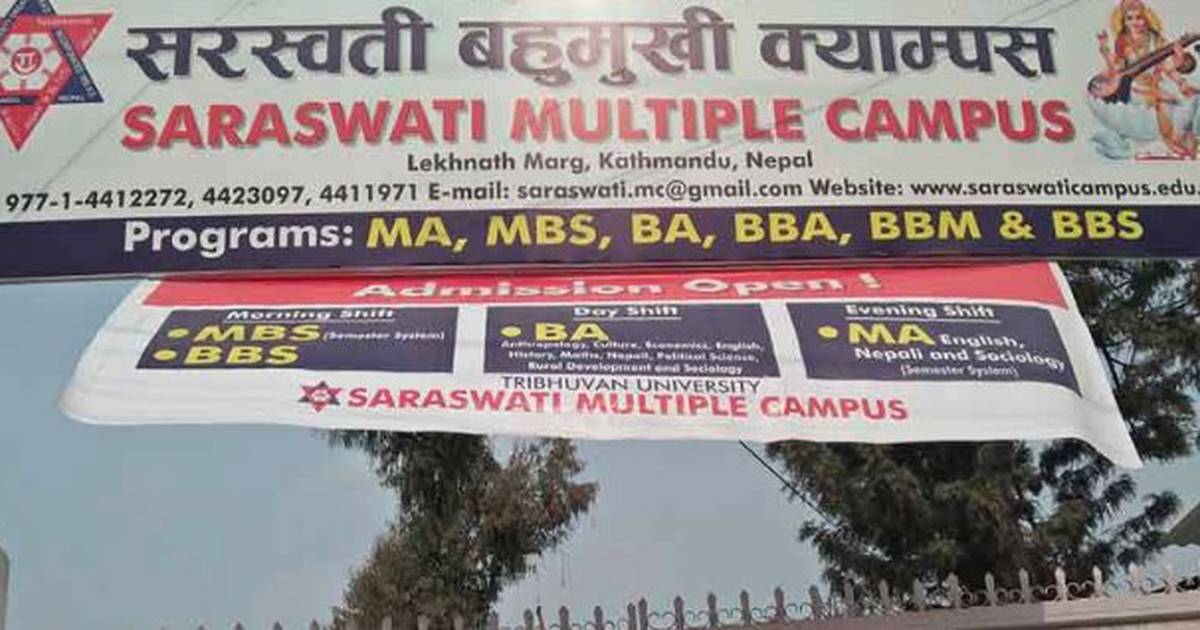 सरस्वती बहुमुखी क्याम्पस
SARASWATI MULTIPLE CAMPUS
Lekhnath Marg, Kathmandu, Nepal
977-1-4412272, 4423097, 4411971 E-mail: saraswati.mc@gmail.com Website: www.saraswaticampus.edu.
Programs: MA, MBS, BA, BBA, BBM & BBS
Admission Open !
Morning Shift
• MBS (Semester System)
• BBS
Day Shift
• BA
Anthropology, Culture, Economics, English,
History, Maths, Nepali, Political Science,
Rural Development and Sociology
Evening Shift
• MA English,
Nepali and Sociology
(Semester System)
TRIBHUVAN UNIVERSITY
SARASWATI MULTIPLE CAMPUS